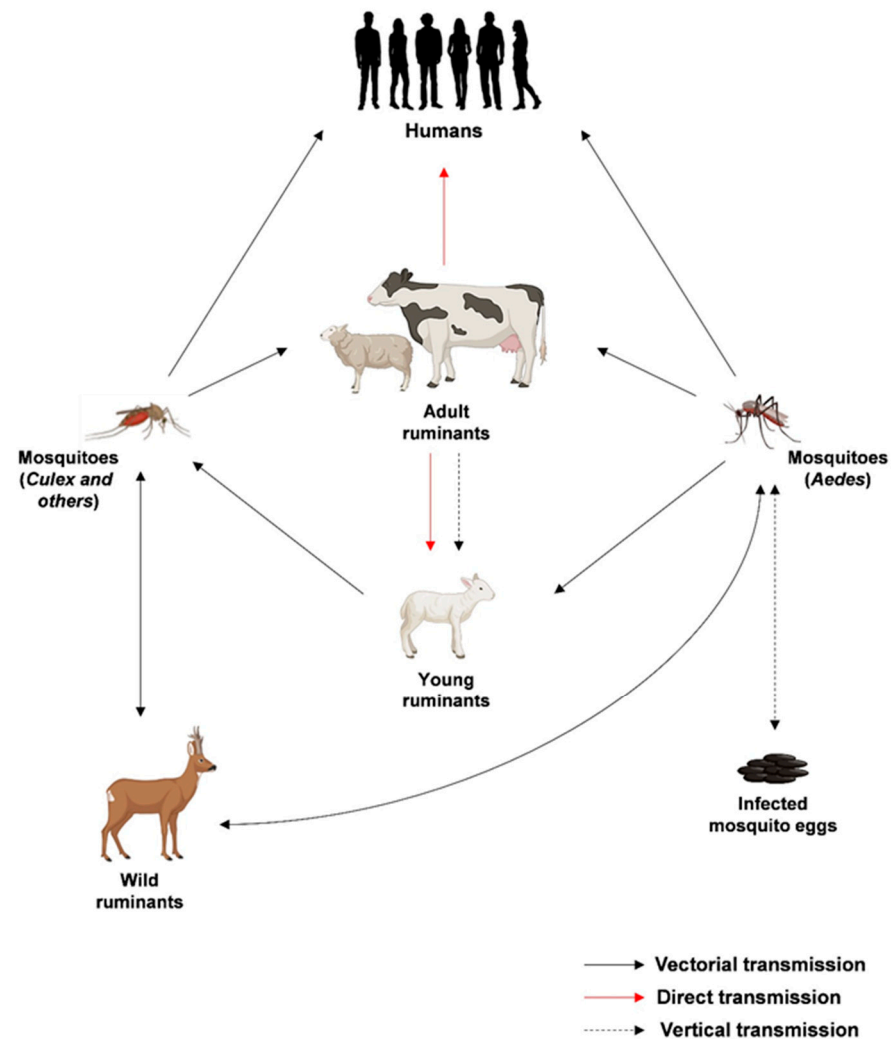 Humans
Adult
ruminants
Mosquitoes
(Culex and
others)
Mosquitoes
(Aedes)
Young
ruminants
Infected
mosquito eggs
Wild
ruminants
Vectorial transmission
Direct transmission
Vertical transmission